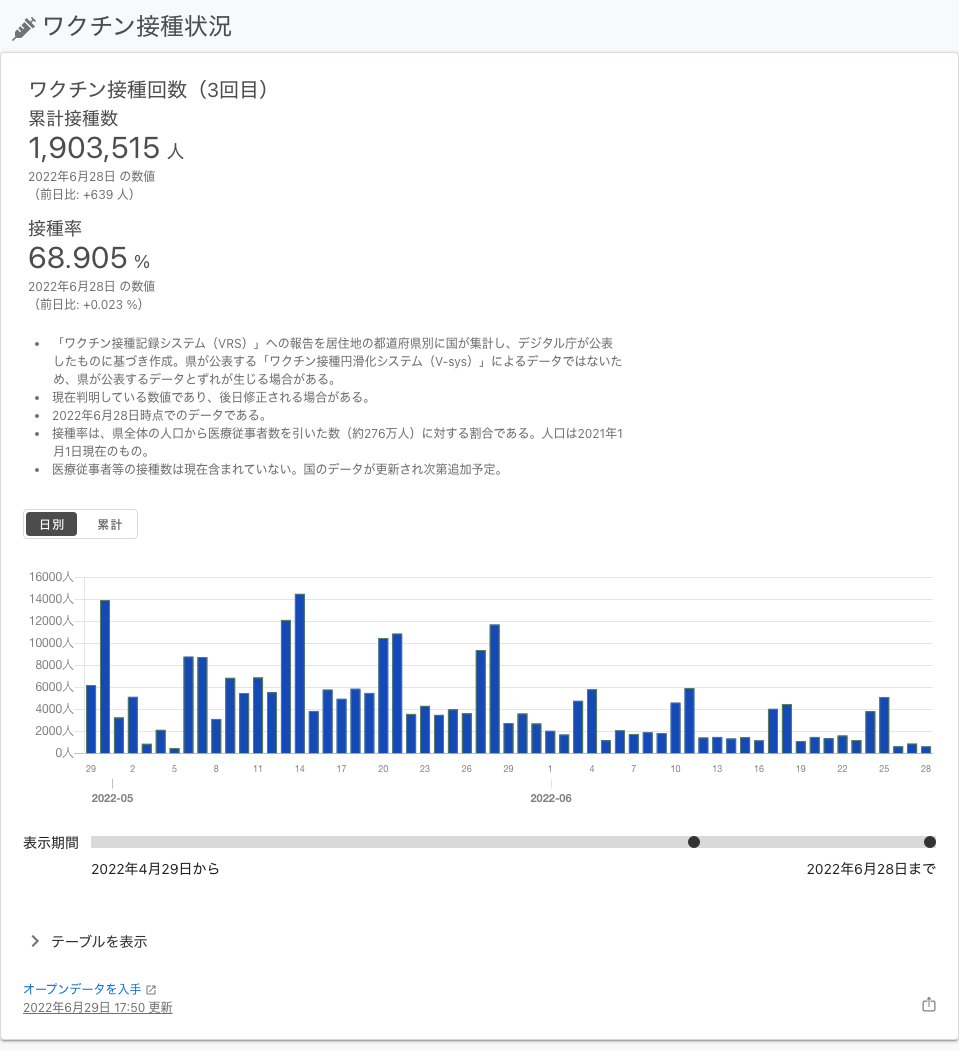 ワクチン接種状況
ワクチン接種回数（3回目）
累計接種数
1,903,515 人
2022年6月28日 の数値
（前日比: +639 人）
接種率
68.905 %
2022年6月28日 の数値
（前日比: +0.023 %）
• 「ワクチン接種記録システム（VRS）」への報告を居住地の都道府県別に国が集計し、デジタル庁が公表
したものに基づき作成。県が公表する「ワクチン接種円滑化システム（V-sys）」によるデータではないた
め、県が公表するデータとずれが生じる場合がある。
• 現在判明している数値であり、後日修正される場合がある。
• 2022年6月28日時点でのデータである。
• 接種率は、県全体の人口から医療従事者数を引いた数（約276万人）に対する割合である。人口は2021年1
月1日現在のもの。
• 医療従事者等の接種数は現在含まれていない。国のデータが更新され次第追加予定。
日別 累計
16000人
14000人
12000人
10000人
8000人
6000人
4000人
2000人
0人
29 2 5 8 11 14 17 20 23 26 29 1 4 7 10 13 16 19 22 25 28
2022-05 2022-06
表示期間
2022年4月29日から 2022年6月28日まで
テーブルを表示
オープンデータを入手
2022年6月29日 17:50 更新